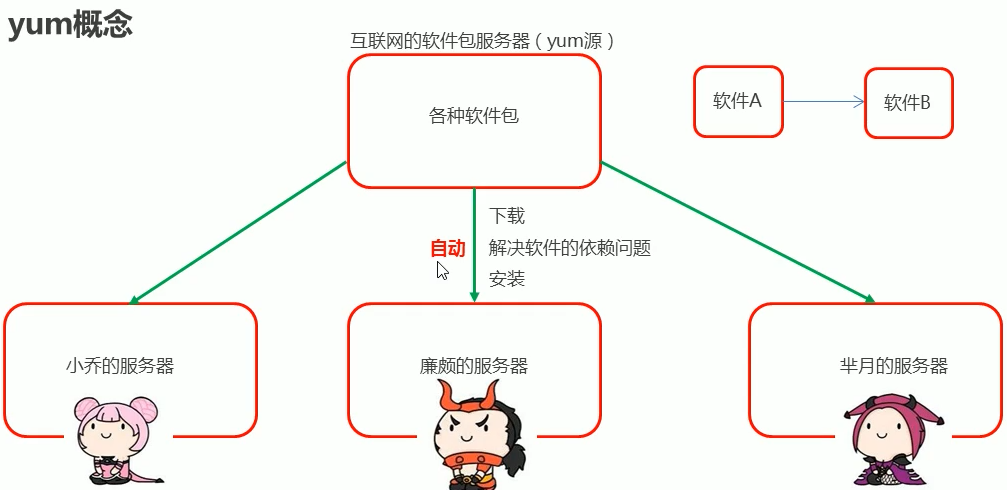 yum概念
互联网的软件包服务器（yum源）
各种软件包
软件A
软件B
下载
自动
解决软件的依赖问题
安装
小乔的服务器
廉颇的服务器
芈月的服务器